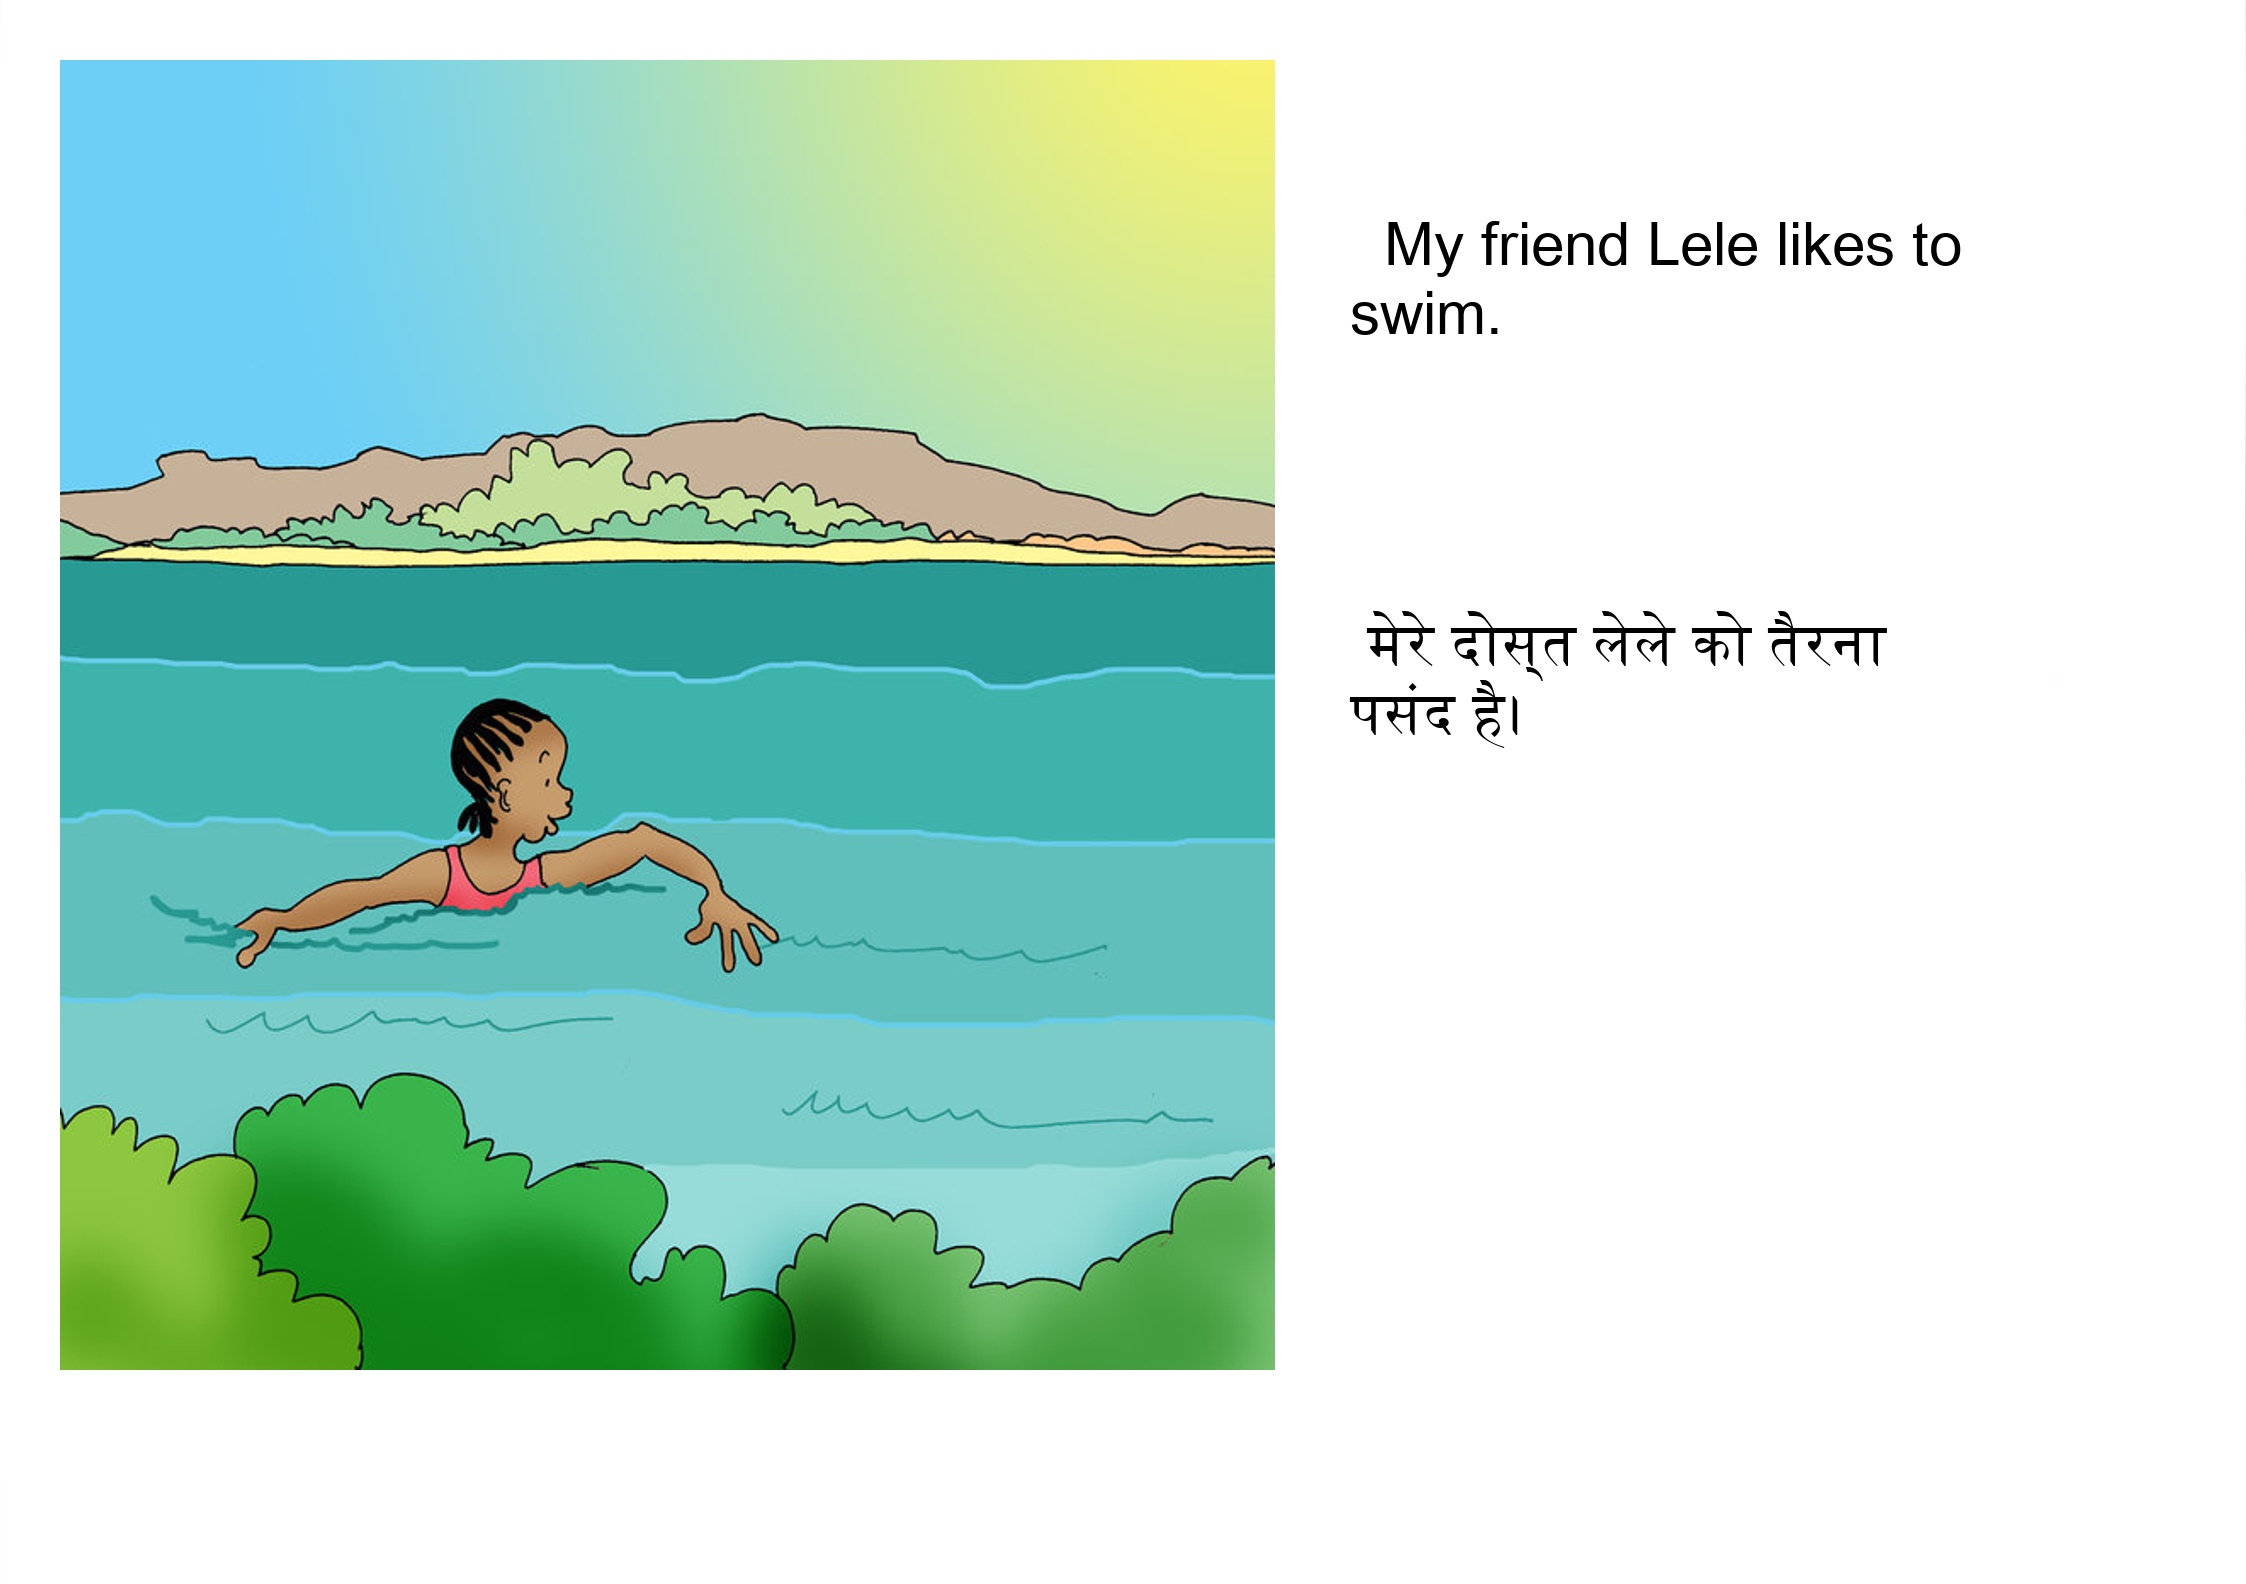 My friend Lele likes to
swim.
मेरे दोस्त लेले को तैरना
पसंद है।